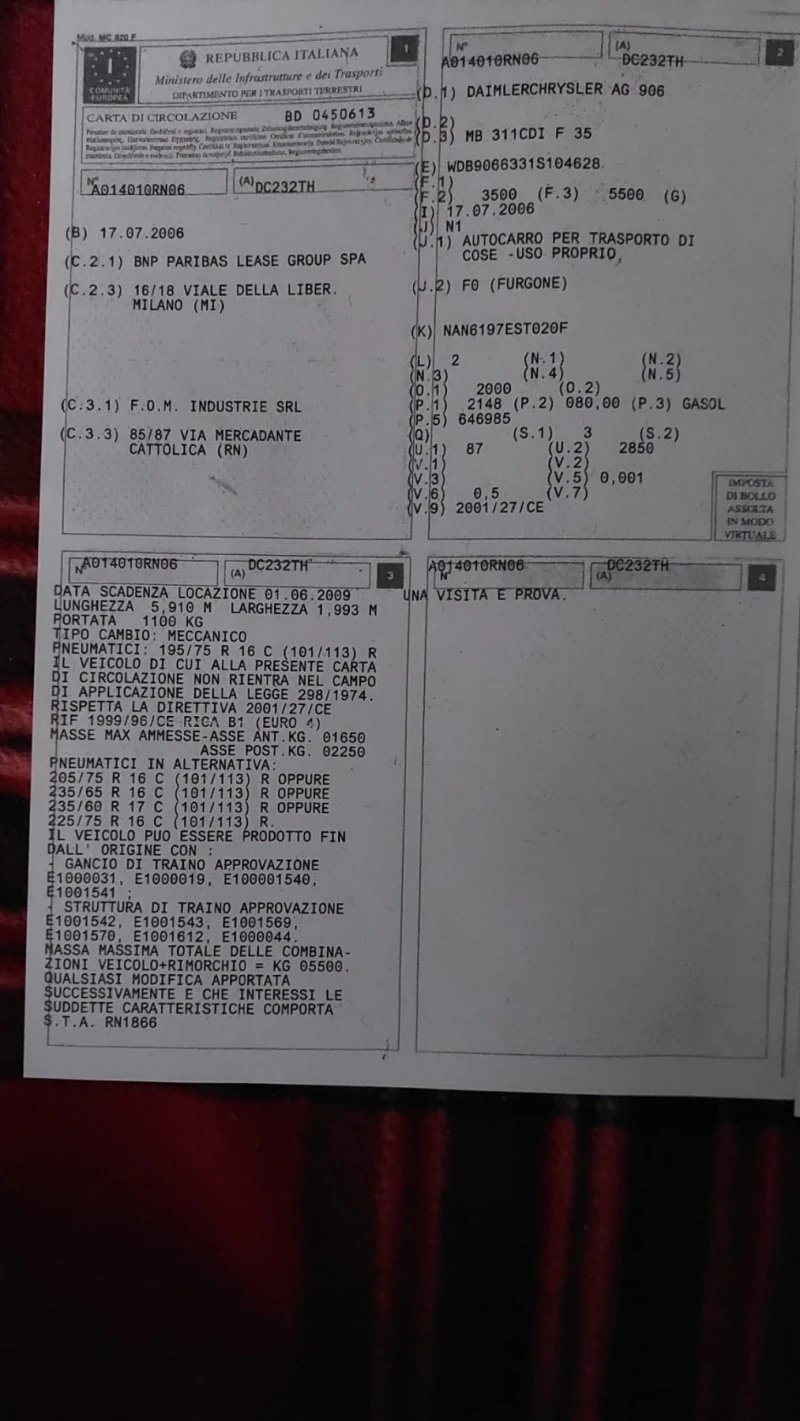 Mod. MC 820 F
1
COMUNITÀ
EUROPEA
REPUBBLICA ITALIANA
Ministero delle Infrastrutture e dei Trasporti
DIPARTIMENTO PER I TRASPORTI TERRESTRI
1
CARTA DI CIRCOLAZIONE BD 0450613
N° A014010RN06 (A) DC232TH
(B) 17.07.2006
(C.2.1) BNP PARIBAS LEASE GROUP SPA
(C.2.3) 16/18 VIALE DELLA LIBER.
MILANO (MI)
(C.3.1) F.O.M. INDUSTRIE SRL
(C.3.3) 85/87 VIA MERCADANTE
CATTOLICA (RN)
N° A014010RN06 (A) DC232TH
2
(D.1) DAIMLERCHRYSLER AG 906
(D.2)
(D.3) MB 311CDI F 35
(E) WDB9066331S104628
(F.1)
(F.2) 3500 (F.3) 5500 (G)
(I) 17.07.2006
(J) N1
(J.1) AUTOCARRO PER TRASPORTO DI
COSE -USO PROPRIO,
(J.2) F0 (FURGONE)
(K) NAN6197EST020F
(L) 2 (N.1) (N.2)
(N.3) (N.4) (N.5)
(O.1) 2000 (O.2)
(P.1) 2148 (P.2) 080,00 (P.3) GASOL
(P.5) 646985
(Q) (S.1) 3 (S.2)
(U.1) 87 (U.2) 2850
(V.1) (V.2)
(V.3) (V.5) 0,001
(V.6) 0,5 (V.7)
(V.9) 2001/27/CE
IMPOSTA
DI BOLLO
ASSOLTA
IN MODO
VIRTUALE
N° A014010RN06 (A) DC232TH
3
DATA SCADENZA LOCAZIONE 01.06.2009
LUNGHEZZA 5,910 M LARGHEZZA 1,993 M
PORTATA 1100 KG
TIPO CAMBIO: MECCANICO
PNEUMATICI: 195/75 R 16 C (101/113) R
IL VEICOLO DI CUI ALLA PRESENTE CARTA
DI CIRCOLAZIONE NON RIENTRA NEL CAMPO
DI APPLICAZIONE DELLA LEGGE 298/1974.
RISPETTA LA DIRETTIVA 2001/27/CE
RIF 1999/96/CE RIGA B1 (EURO 4)
MASSE MAX AMMESSE-ASSE ANT.KG. 01650
ASSE POST.KG. 02250
PNEUMATICI IN ALTERNATIVA:
205/75 R 16 C (101/113) R OPPURE
235/65 R 16 C (101/113) R OPPURE
235/60 R 17 C (101/113) R OPPURE
225/75 R 16 C (101/113) R.
IL VEICOLO PUO ESSERE PRODOTTO FIN
DALL' ORIGINE CON :
- GANCIO DI TRAINO APPROVAZIONE
E1000031, E1000019, E100001540,
E1001541 ;
- STRUTTURA DI TRAINO APPROVAZIONE
E1001542, E1001543, E1001569,
E1001570, E1001612, E1000044.
MASSA MASSIMA TOTALE DELLE COMBINA-
ZIONI VEICOLO+RIMORCHIO = KG 05500.
QUALSIASI MODIFICA APPORTATA
SUCCESSIVAMENTE E CHE INTERESSI LE
SUDDETTE CARATTERISTICHE COMPORTA
S.T.A. RN1866
A014010RN06 N° (A) DC232TH
4
UNA VISITA E PROVA.